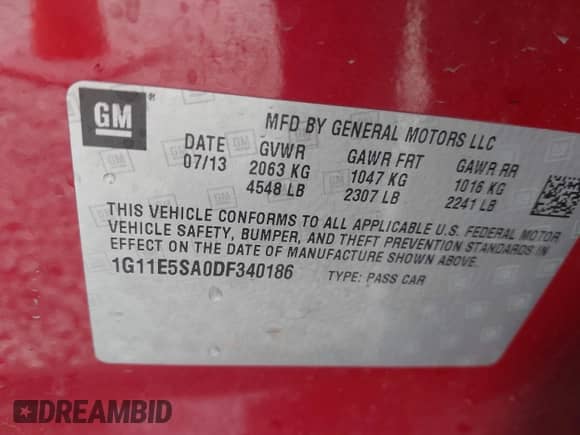 GM
MFD BY GENERAL MOTORS LLC
DATE GVWR GAWR FRT GAWR RR
07/13 2063 KG 1047 KG 1016 KG
4548 LB 2307 LB 2241 LB
THIS VEHICLE CONFORMS TO ALL APPLICABLE U.S. FEDERAL MOTOR
VEHICLE SAFETY, BUMPER, AND THEFT PREVENTION STANDARDS IN
EFFECT ON THE DATE OF MANUFACTURE SHOWN ABOVE.
1G11E5SA0DF340186 TYPE: PASS CAR
DREAMBID